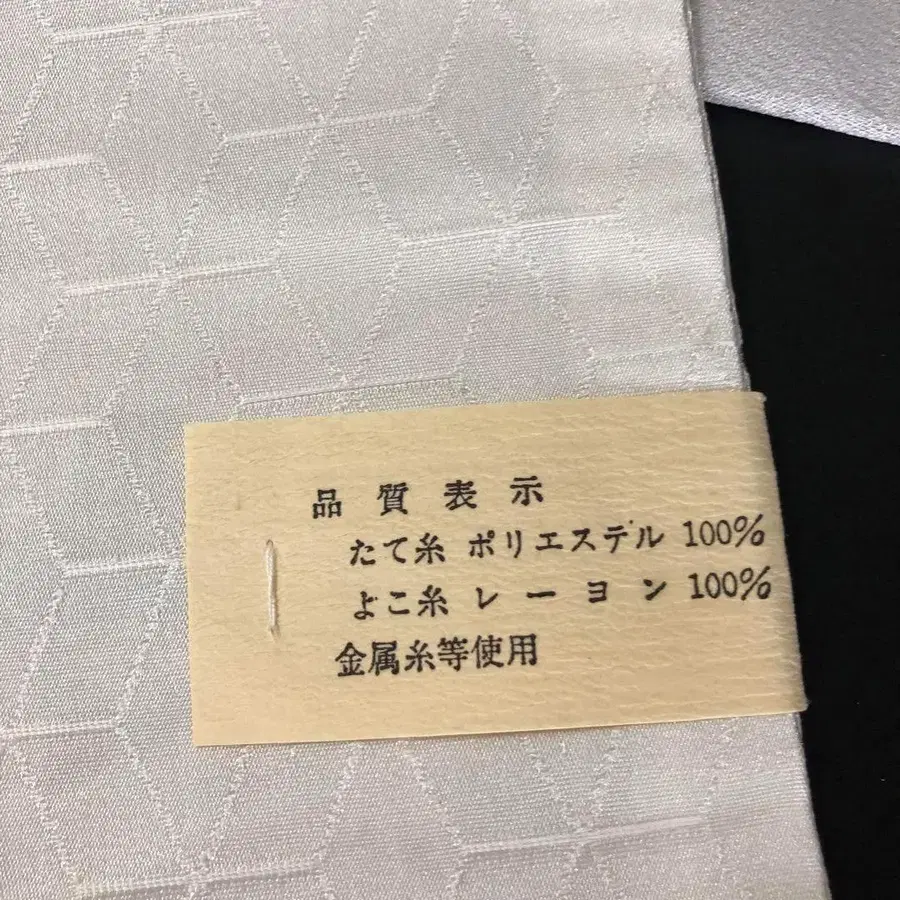 品質表示
たて糸 ポリエステル 100%
よこ糸 レーヨン 100%
金属糸等使用